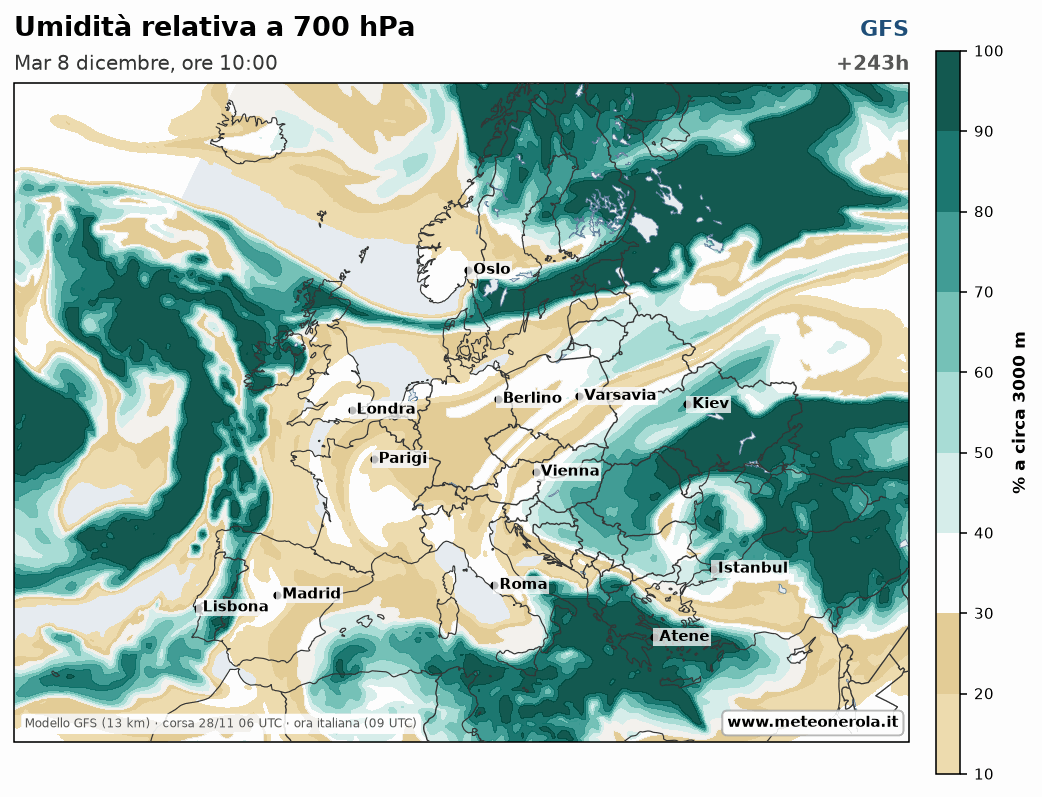 Umidità relativa a 700 hPa
GFS
Mar 8 dicembre, ore 10:00
+243h
100
90
80
70
60
50
40
30
20
10
% a circa 3000 m
Oslo
Berlino
Varsavia
Kiev
Londra
Parigi
Vienna
Istanbul
Roma
Madrid
Lisbona
Atene
Modello GFS (13 km) · corsa 28/11 06 UTC · ora italiana (09 UTC)
www.meteonerola.it